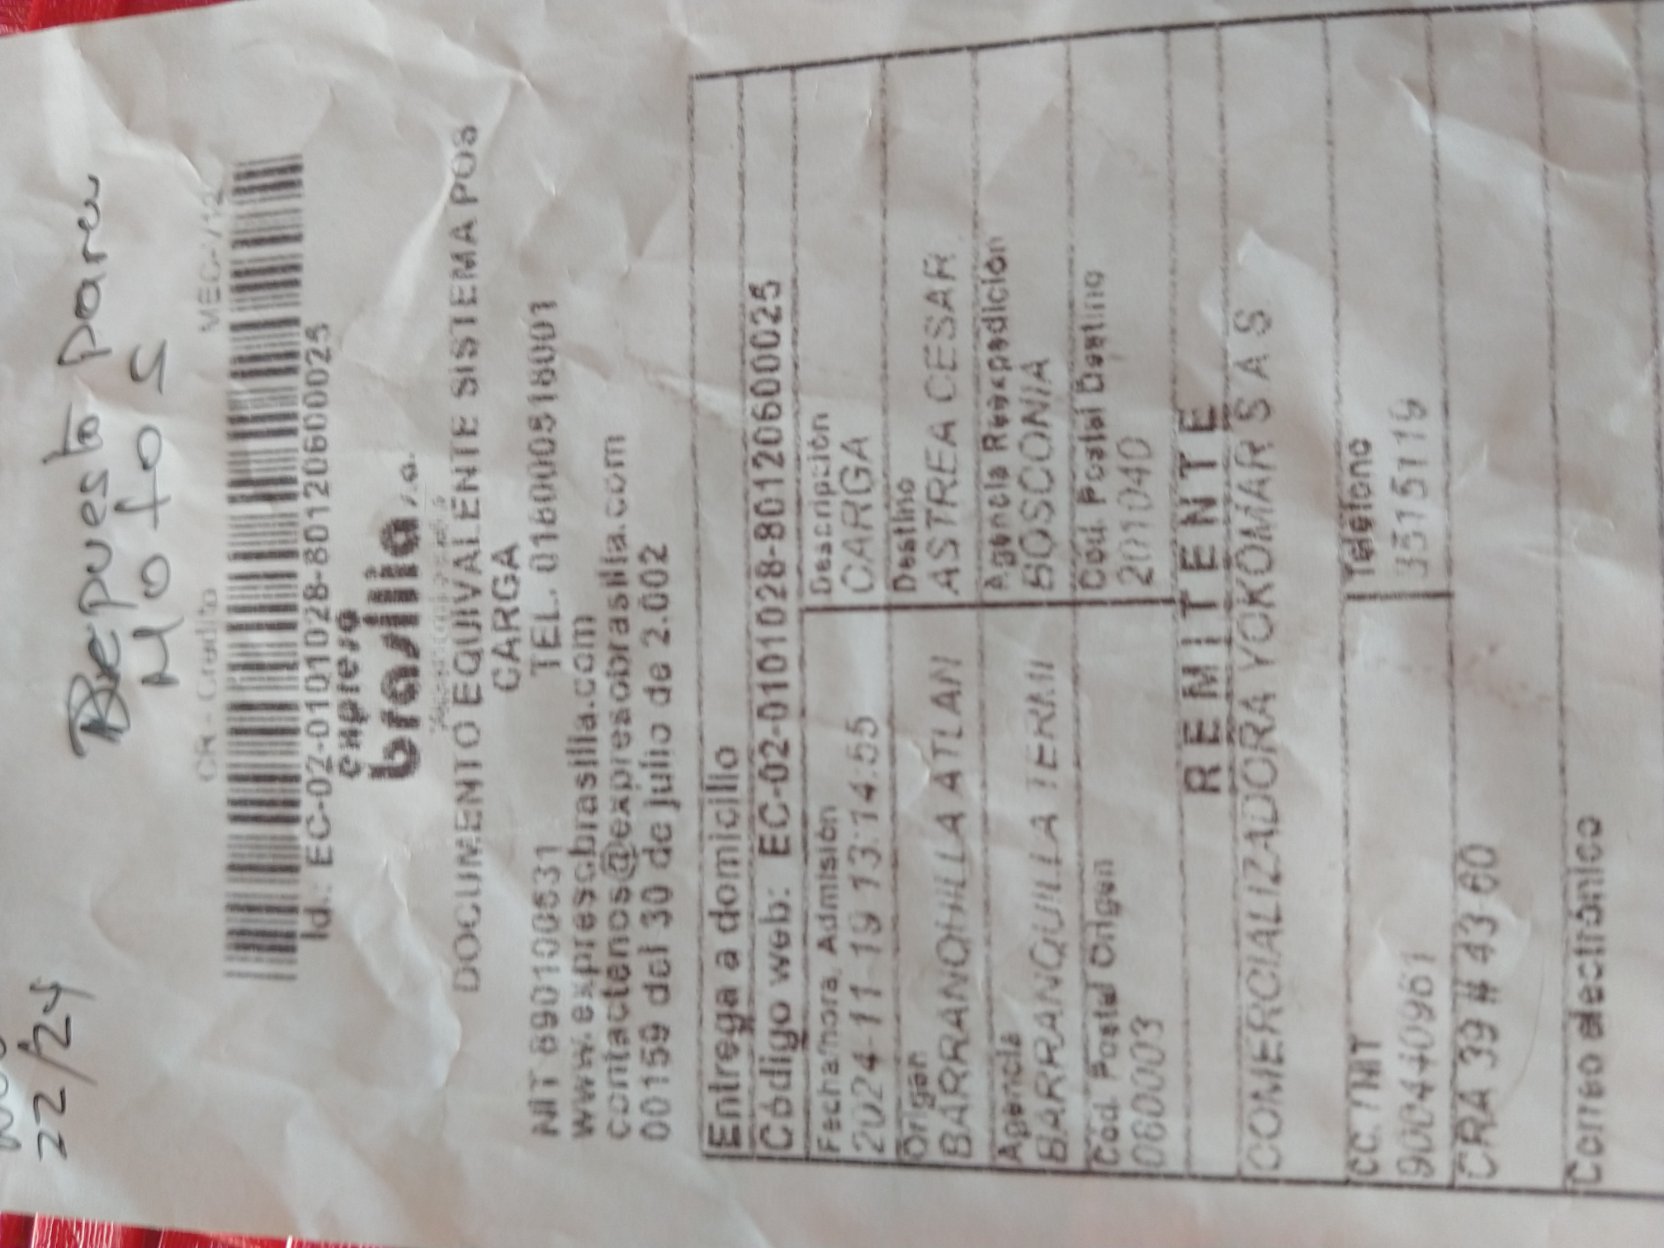 22/24
Repuesto para
Motos
CR - Credito
Id.: EC-02-0101028-80120600025
expreso
brasilia s.a.
DOCUMENTO EQUIVALENTE SISTEMA POS
CARGA
NIT 890100531 TEL. 018000518001
www.expresobrasilia.com
contactenos@expresobrasilia.com
00159 del 30 de julio de 2.002
Entrega a domicilio
Código web: EC-02-0101028-80120600025
Fecha/hora. Admisión Descripción
2024-11-19 13:14:55 CARGA
Origen Destino
BARRANQUILLA ATLAN ASTREA CESAR
Agencia Agencia Reexpedición
BARRANQUILLA TERMI BOSCONIA
Cod. Postal Origen Cod. Postal Destino
080003 201040
REMITENTE
COMERCIALIZADORA YOKOMAR S A S
CC. / NIT Teléfono
900440961 3515119
CRA 39 # 43-60
Correo electrónico